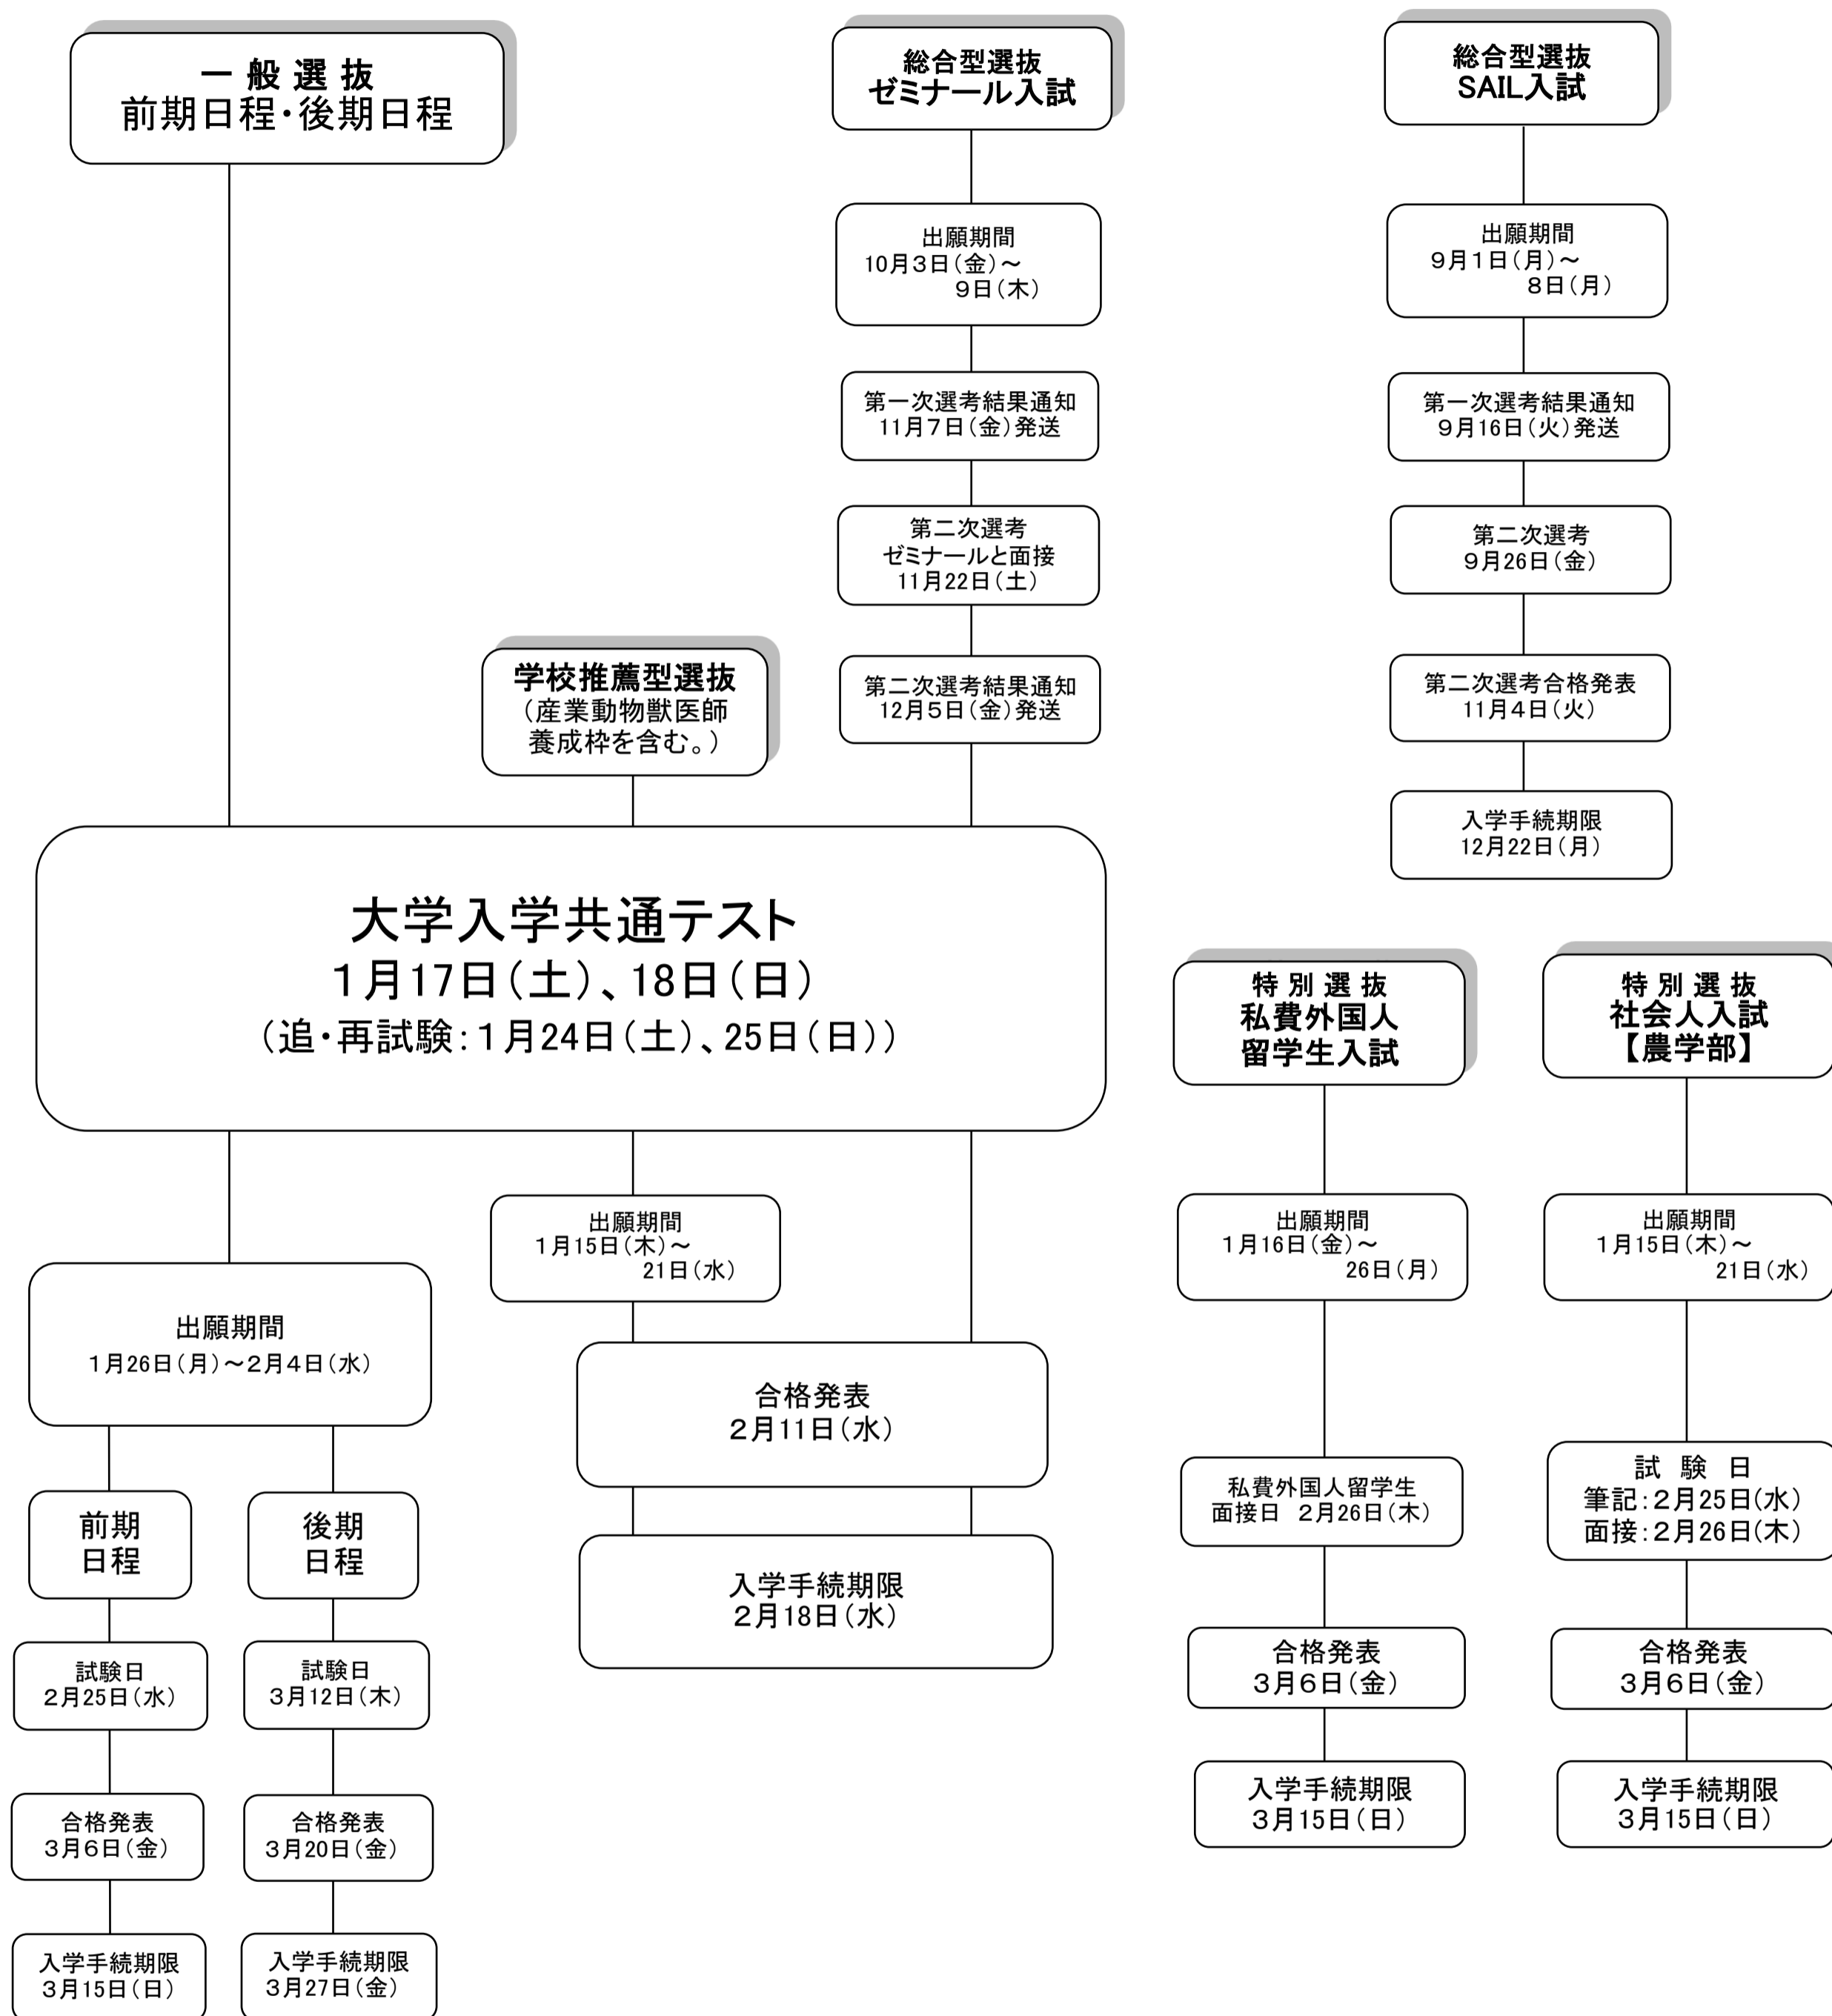 一 般 選 抜
前期日程・後期日程
総合型選抜
ゼミナール入試
総合型選抜
SAIL入試
出願期間
10月3日（金）～
9日（木）
出願期間
9月1日（月）～
8日（月）
第一次選考結果通知
11月7日（金）発送
第一次選考結果通知
9月16日（火）発送
第二次選考
ゼミナールと面接
11月22日（土）
第二次選考
9月26日（金）
学校推薦型選抜
（産業動物獣医師
養成枠を含む。）
第二次選考結果通知
12月5日（金）発送
第二次選考合格発表
11月4日（火）
入学手続期限
12月22日（月）
大学入学共通テスト
1月17日（土）、18日（日）
（追・再試験：1月24日（土）、25日（日））
特 別 選 抜
私費外国人
留学生入試
特 別 選 抜
社会人入試
【農学部】
出願期間
1月15日（木）～
21日（水）
出願期間
1月16日（金）～
26日（月）
出願期間
1月15日（木）～
21日（水）
出願期間
1月26日（月）～2月4日（水）
合格発表
2月11日（水）
私費外国人留学生
面接日 2月26日（木）
試 験 日
筆記：2月25日（水）
面接：2月26日（木）
前期
日程
後期
日程
入学手続期限
2月18日（水）
試験日
2月25日（水）
試験日
3月12日（木）
合格発表
3月6日（金）
合格発表
3月6日（金）
入学手続期限
3月15日（日）
入学手続期限
3月15日（日）
合格発表
3月6日（金）
合格発表
3月20日（金）
入学手続期限
3月15日（日）
入学手続期限
3月27日（金）